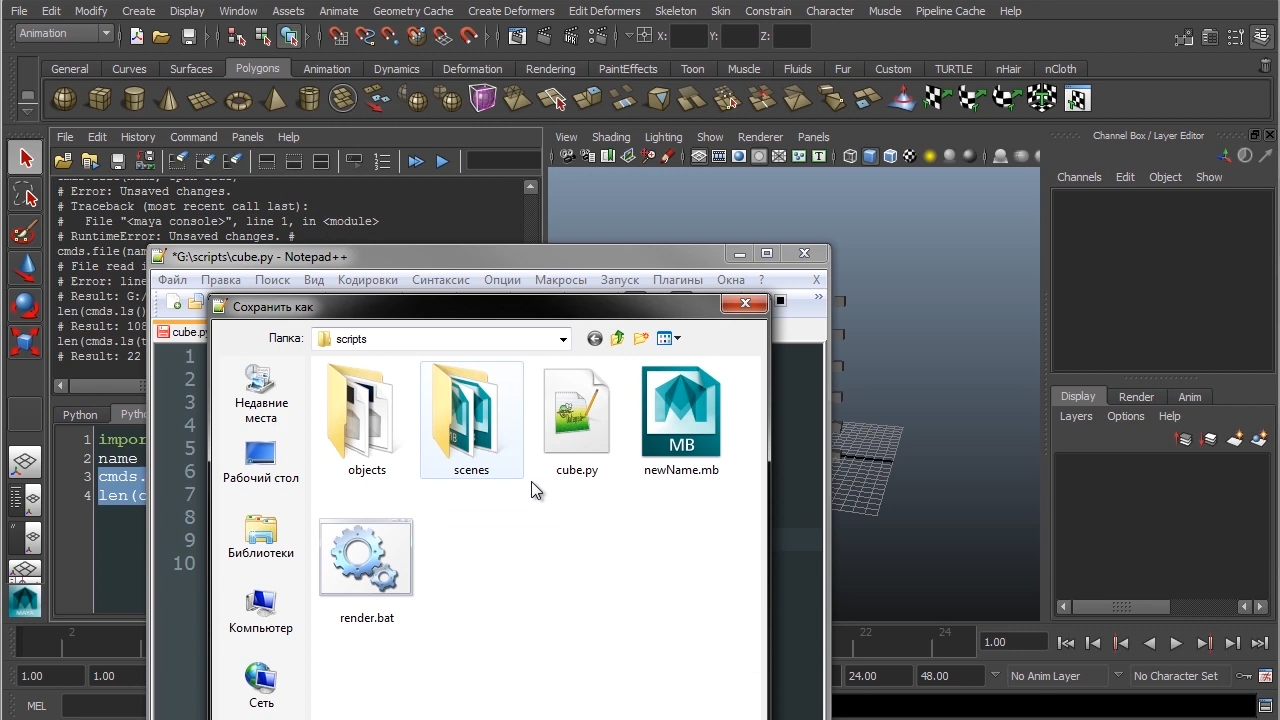 File Edit Modify Create Display Window Assets Animate Geometry Cache Create Deformers Edit Deformers Skeleton Skin Constrain Character Muscle Pipeline Cache Help
Animation X: Y: Z:
General Curves Surfaces Polygons Animation Dynamics Deformation Rendering PaintEffects Toon Muscle Fluids Fur Custom TURTLE nHair nCloth
File Edit History Command Panels Help
View Shading Lighting Show Renderer Panels
Channel Box / Layer Editor
Channels Edit Object Show
# Error: Unsaved changes.
# Traceback (most recent call last):
#   File "<maya console>", line 1, in <module>
# RuntimeError: Unsaved changes. #
cmds.file(nam
# File read i
# Error: line
# Result: G:/
len(cmds.ls()
# Result: 108
len(cmds.ls(t
# Result: 22
Python Pytho
1 impor
2 name
3 cmds.
4 len(c
*G:\scripts\cube.py - Notepad++
Файл Правка Поиск Вид Кодировки Синтаксис Опции Макросы Запуск Плагины Окна ? X
cube.py
1
2
3
4
5
6
7
8
9
10
Сохранить как
Папка: scripts
Недавние места
Рабочий стол
Библиотеки
Компьютер
Сеть
MB
objects scenes cube.py newName.mb
render.bat
Display Render Anim
Layers Options Help
2 22 24 1.00
1.00 1.00 24.00 48.00 No Anim Layer No Character Set
MEL
MAYA